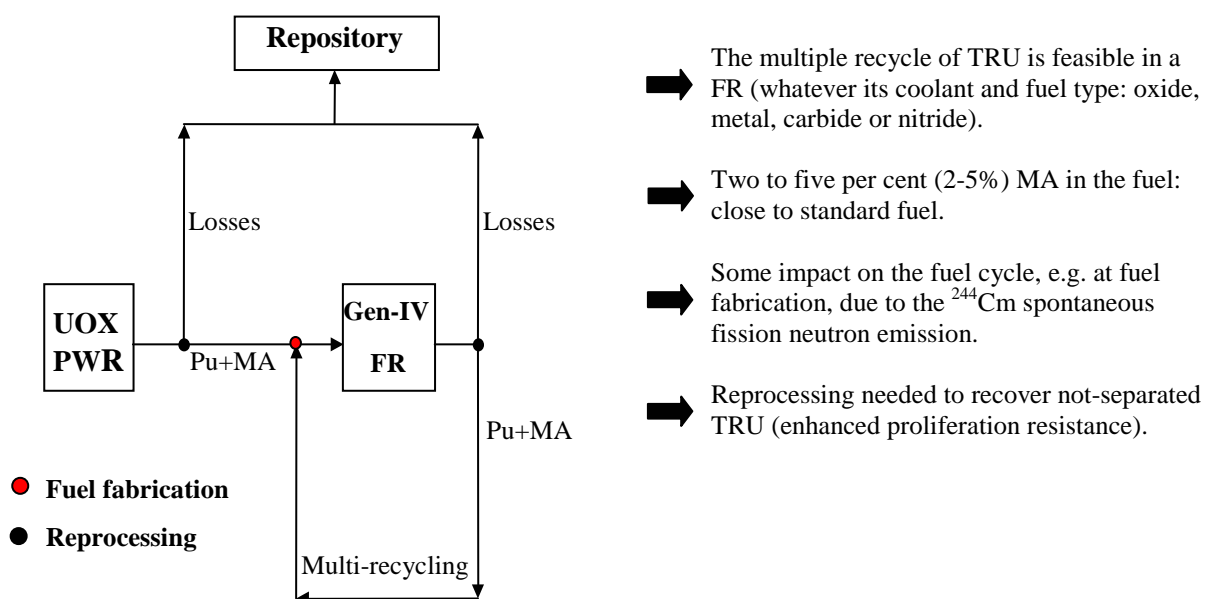 Repository
Losses
Losses
UOX
PWR
Pu+MA
Gen-IV
FR
Pu+MA
Multi-recycling
Fuel fabrication
Reprocessing
The multiple recycle of TRU is feasible in a
FR (whatever its coolant and fuel type: oxide,
metal, carbide or nitride).
Two to five per cent (2-5%) MA in the fuel:
close to standard fuel.
Some impact on the fuel cycle, e.g. at fuel
fabrication, due to the ²⁴⁴Cm spontaneous
fission neutron emission.
Reprocessing needed to recover not-separated
TRU (enhanced proliferation resistance).